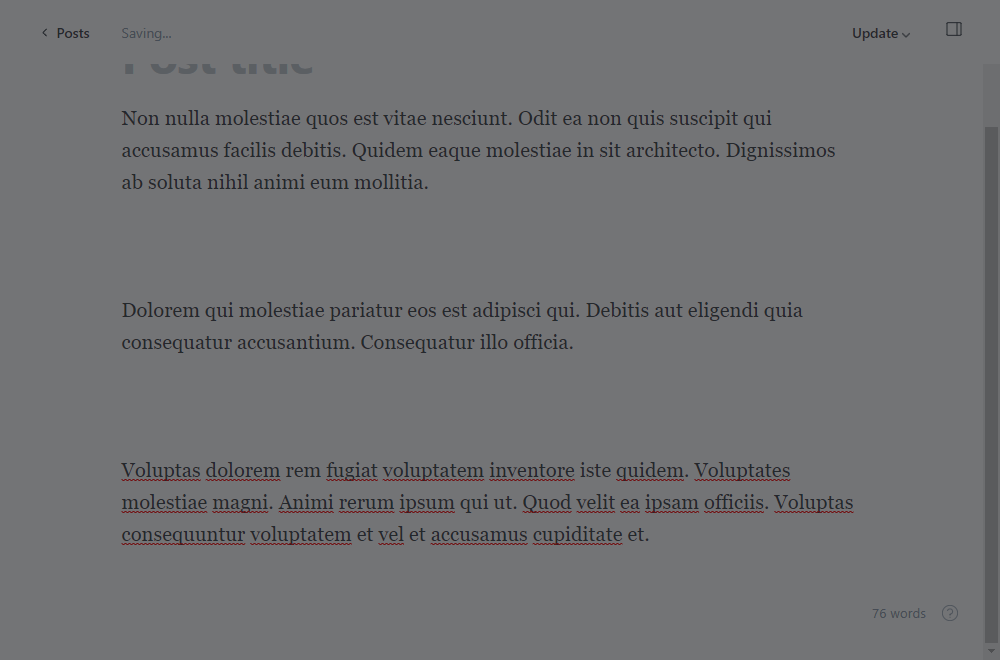 Posts
Saving...
Update
Post title
Non nulla molestiae quos est vitae nesciunt. Odit ea non quis suscipit qui
accusamus facilis debitis. Quidem eaque molestiae in sit architecto. Dignissimos
ab soluta nihil animi eum mollitia.
Dolorem qui molestiae pariatur eos est adipisci qui. Debitis aut eligendi quia
consequatur accusantium. Consequatur illo officia.
Voluptas dolorem rem fugiat voluptatem inventore iste quidem. Voluptates
molestiae magni. Animi rerum ipsum qui ut. Quod velit ea ipsam officiis. Voluptas
consequuntur voluptatem et vel et accusamus cupiditate et.
76 words
?